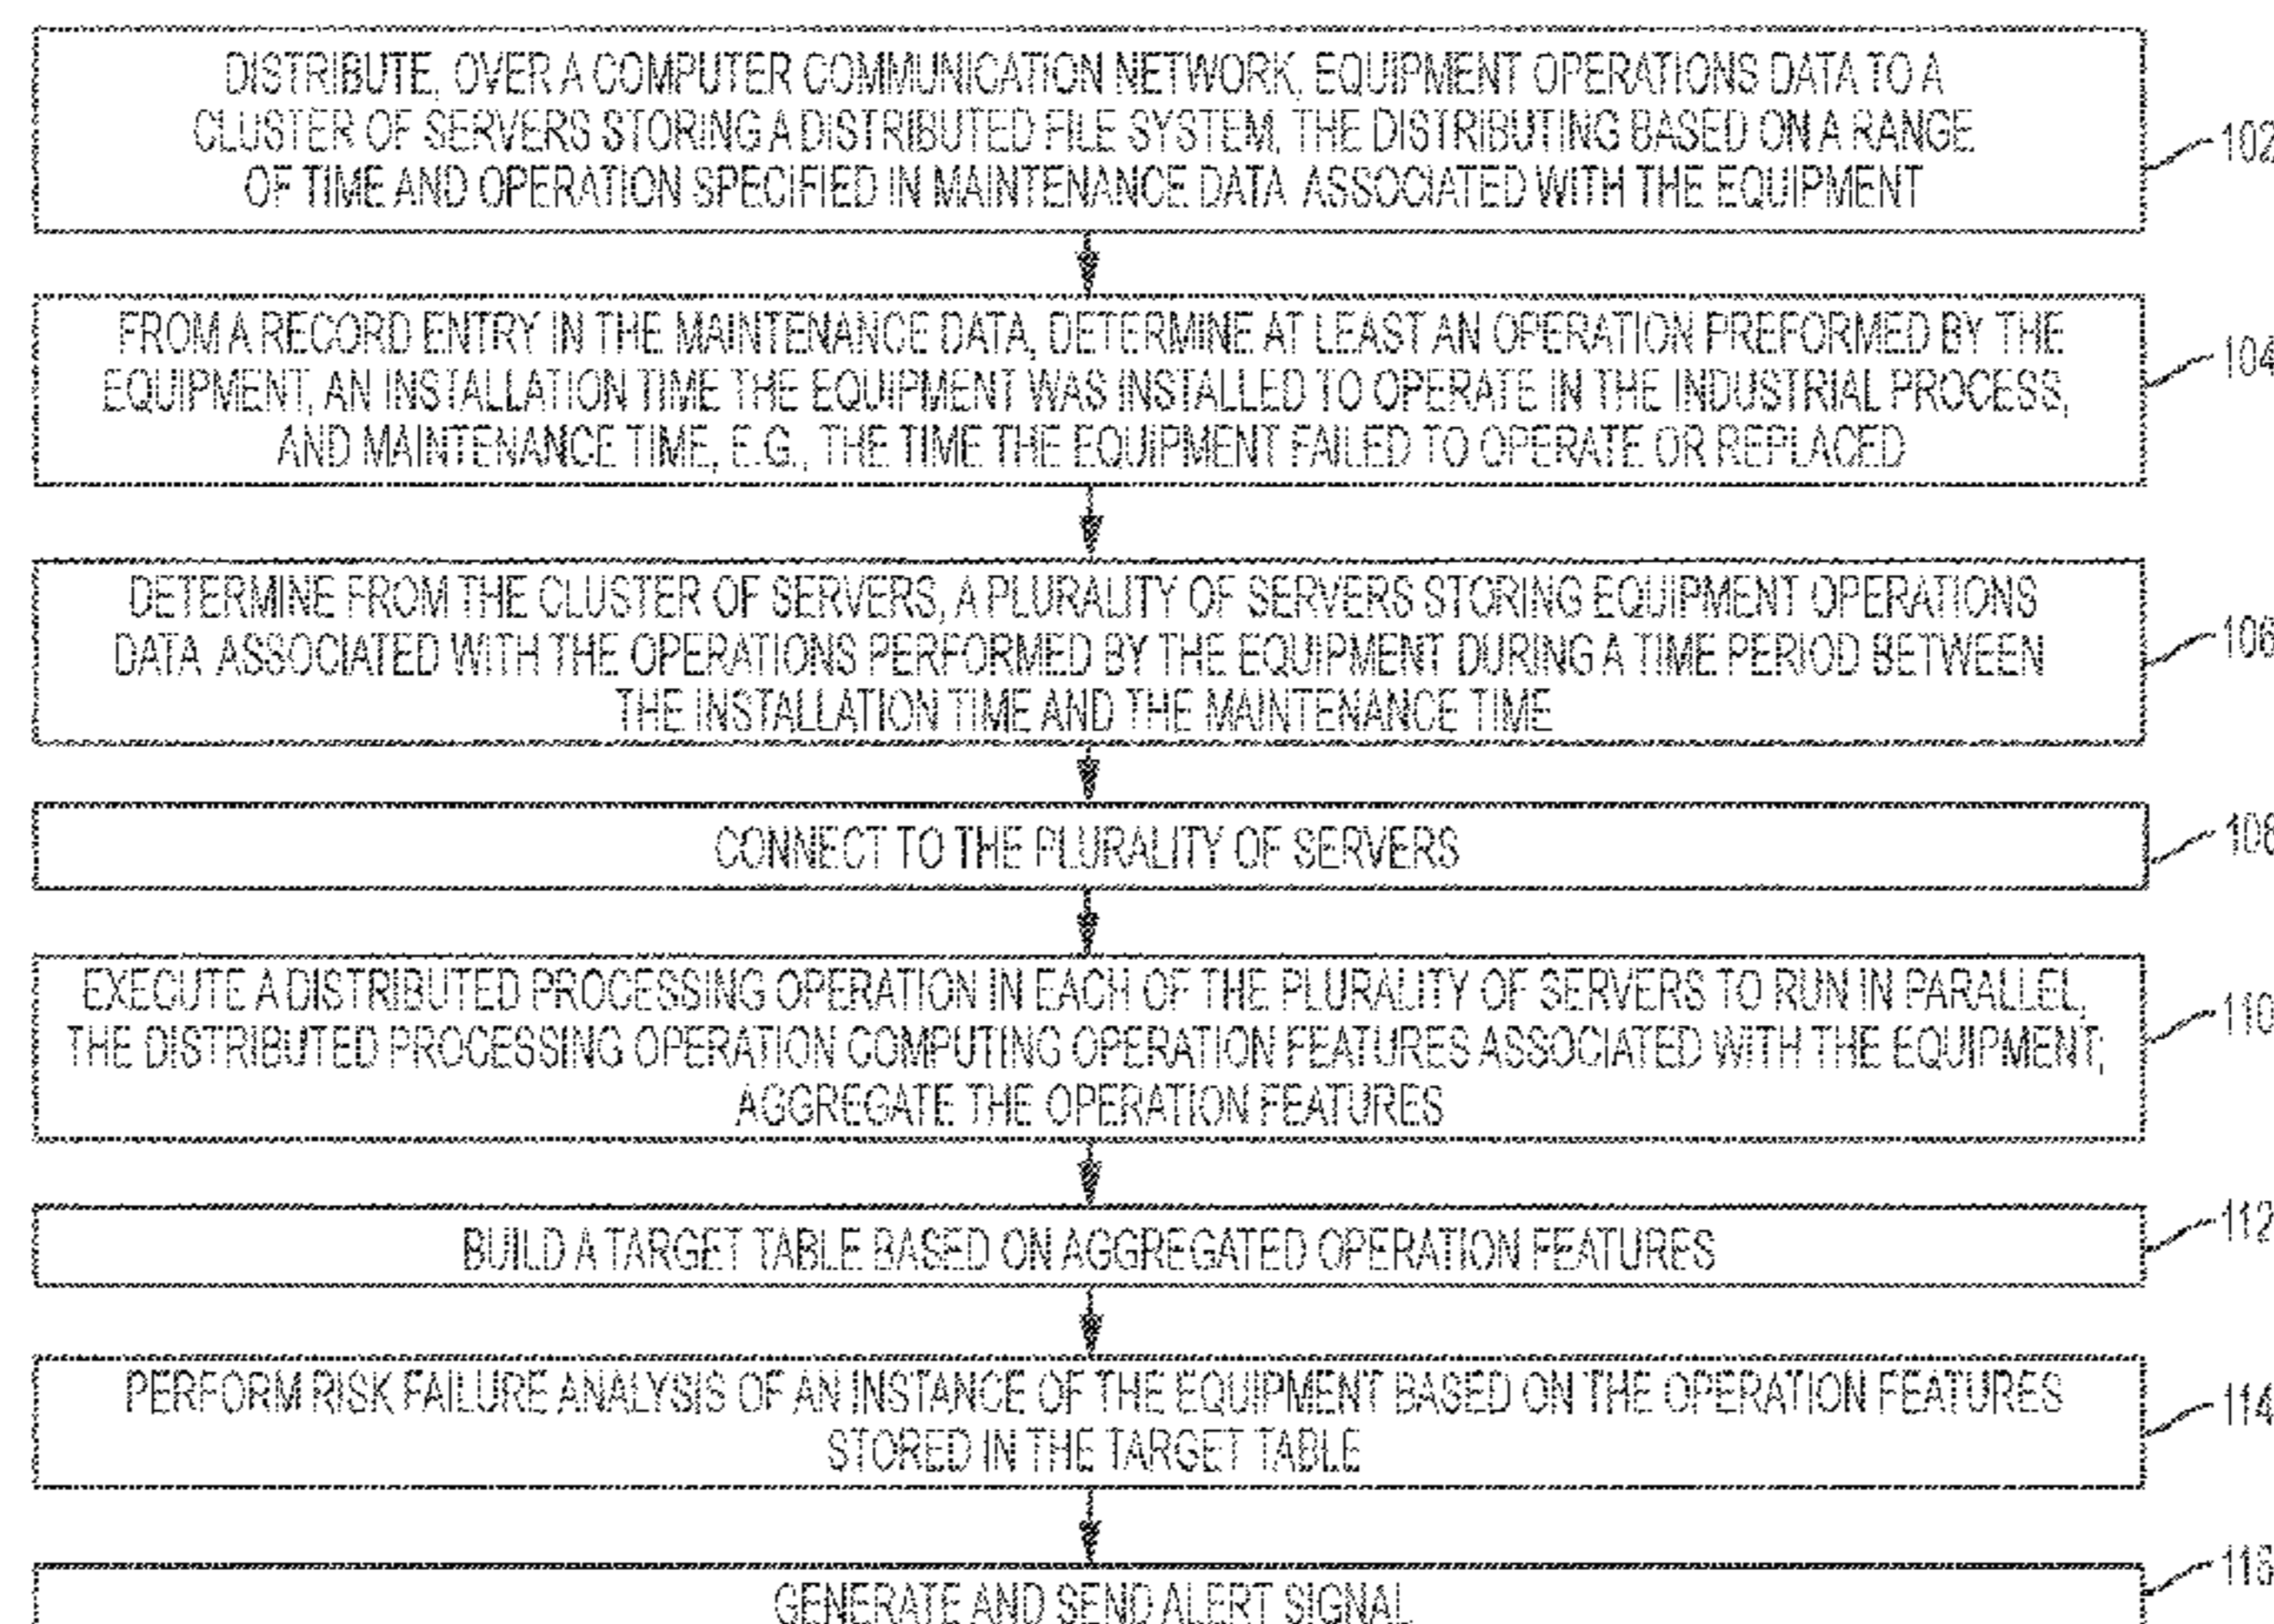 DISTRIBUTE, OVER A COMPUTER COMMUNICATION NETWORK, EQUIPMENT OPERATIONS DATA TO A
CLUSTER OF SERVERS STORING A DISTRIBUTED FILE SYSTEM, THE DISTRIBUTING BASED ON A RANGE
OF TIME AND OPERATION SPECIFIED IN MAINTENANCE DATA ASSOCIATED WITH THE EQUIPMENT
102
FROM A RECORD ENTRY IN THE MAINTENANCE DATA, DETERMINE AT LEAST AN OPERATION PREFORMED BY THE
EQUIPMENT, AN INSTALLATION TIME THE EQUIPMENT WAS INSTALLED TO OPERATE IN THE INDUSTRIAL PROCESS,
AND MAINTENANCE TIME, E.G., THE TIME THE EQUIPMENT FAILED TO OPERATE OR REPLACED
104
DETERMINE FROM THE CLUSTER OF SERVERS, A PLURALITY OF SERVERS STORING EQUIPMENT OPERATIONS
DATA ASSOCIATED WITH THE OPERATIONS PERFORMED BY THE EQUIPMENT DURING A TIME PERIOD BETWEEN
THE INSTALLATION TIME AND THE MAINTENANCE TIME
106
CONNECT TO THE PLURALITY OF SERVERS
108
EXECUTE A DISTRIBUTED PROCESSING OPERATION IN EACH OF THE PLURALITY OF SERVERS TO RUN IN PARALLEL,
THE DISTRIBUTED PROCESSING OPERATION COMPUTING OPERATION FEATURES ASSOCIATED WITH THE EQUIPMENT;
AGGREGATE THE OPERATION FEATURES
110
BUILD A TARGET TABLE BASED ON AGGREGATED OPERATION FEATURES
112
PERFORM RISK FAILURE ANALYSIS OF AN INSTANCE OF THE EQUIPMENT BASED ON THE OPERATION FEATURES
STORED IN THE TARGET TABLE
114
GENERATE AND SEND ALERT SIGNAL
116